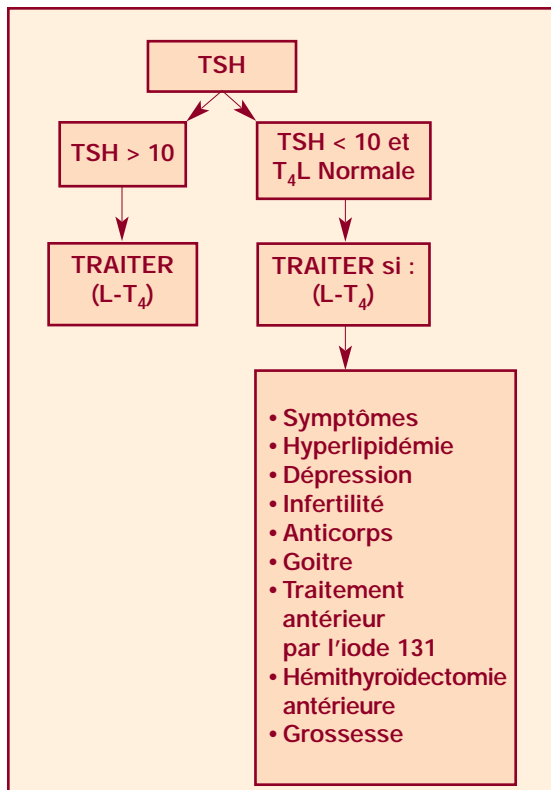 TSH
TSH > 10
TSH < 10 et
T₄L Normale
TRAITER
(L-T₄)
TRAITER si :
(L-T₄)
• Symptômes
• Hyperlipidémie
• Dépression
• Infertilité
• Anticorps
• Goitre
• Traitement
antérieur
par l'iode 131
• Hémithyroïdectomie
antérieure
• Grossesse